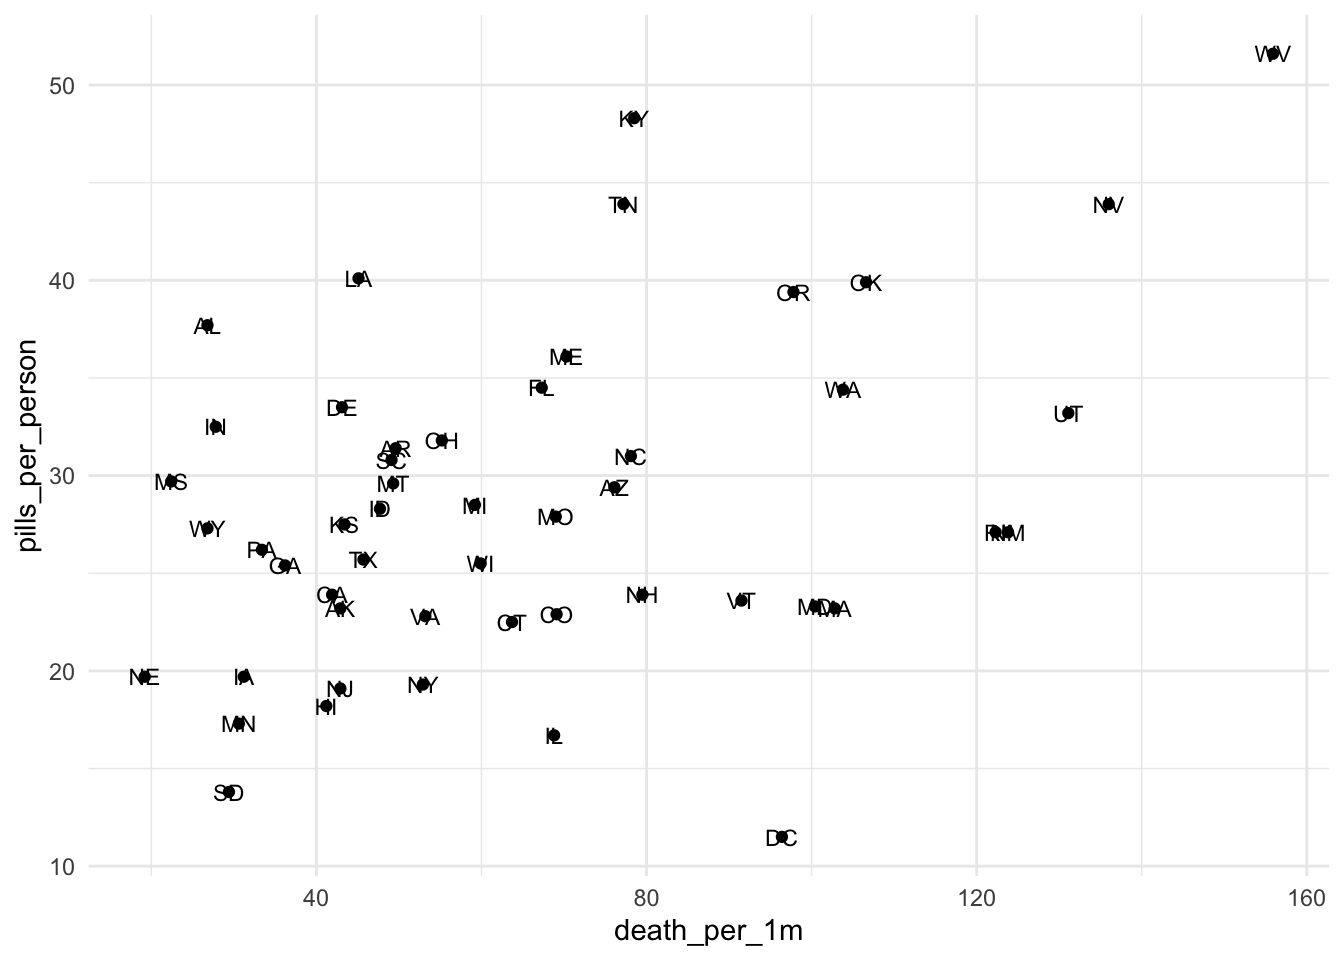 WV
50
KY
TN
NV
LA
40
OK
OR
AL
ME
FL
WA
DE
UT
IN
OH
AR
SC
NC
30
MS
MT
AZ
MI
ID
MO
KS
WY
RI
NM
PA
TX
WI
CA
NH
AK
VT
MD
MA
VA
CO
CT
20
NE
IA
NJ
NY
HI
MN
IL
SD
DC
10
pills_per_person
40
80
120
160
death_per_1m